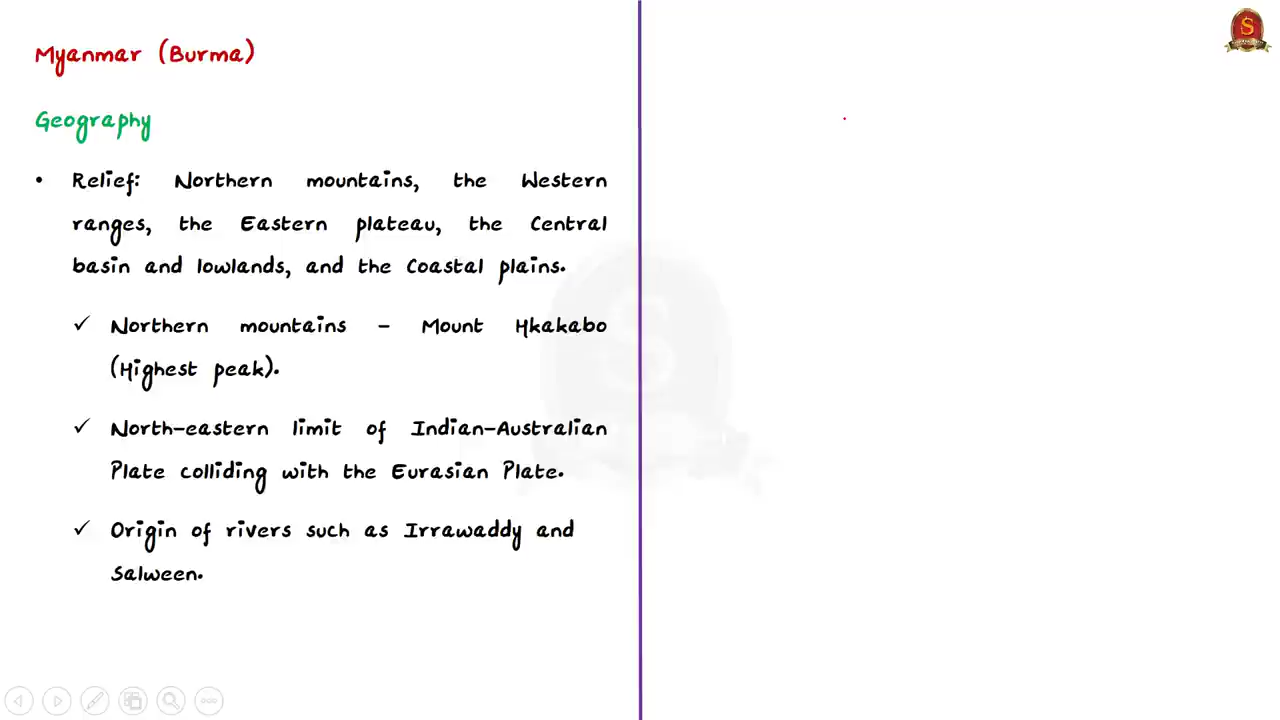 Myanmar (Burma)
Geography
• Relief: Northern mountains, the Western
ranges, the Eastern plateau, the Central
basin and lowlands, and the Coastal plains.
✓ Northern mountains – Mount Hkakabo
(Highest peak).
✓ North-eastern limit of Indian-Australian
Plate colliding with the Eurasian Plate.
✓ Origin of rivers such as Irrawaddy and
Salween.
S